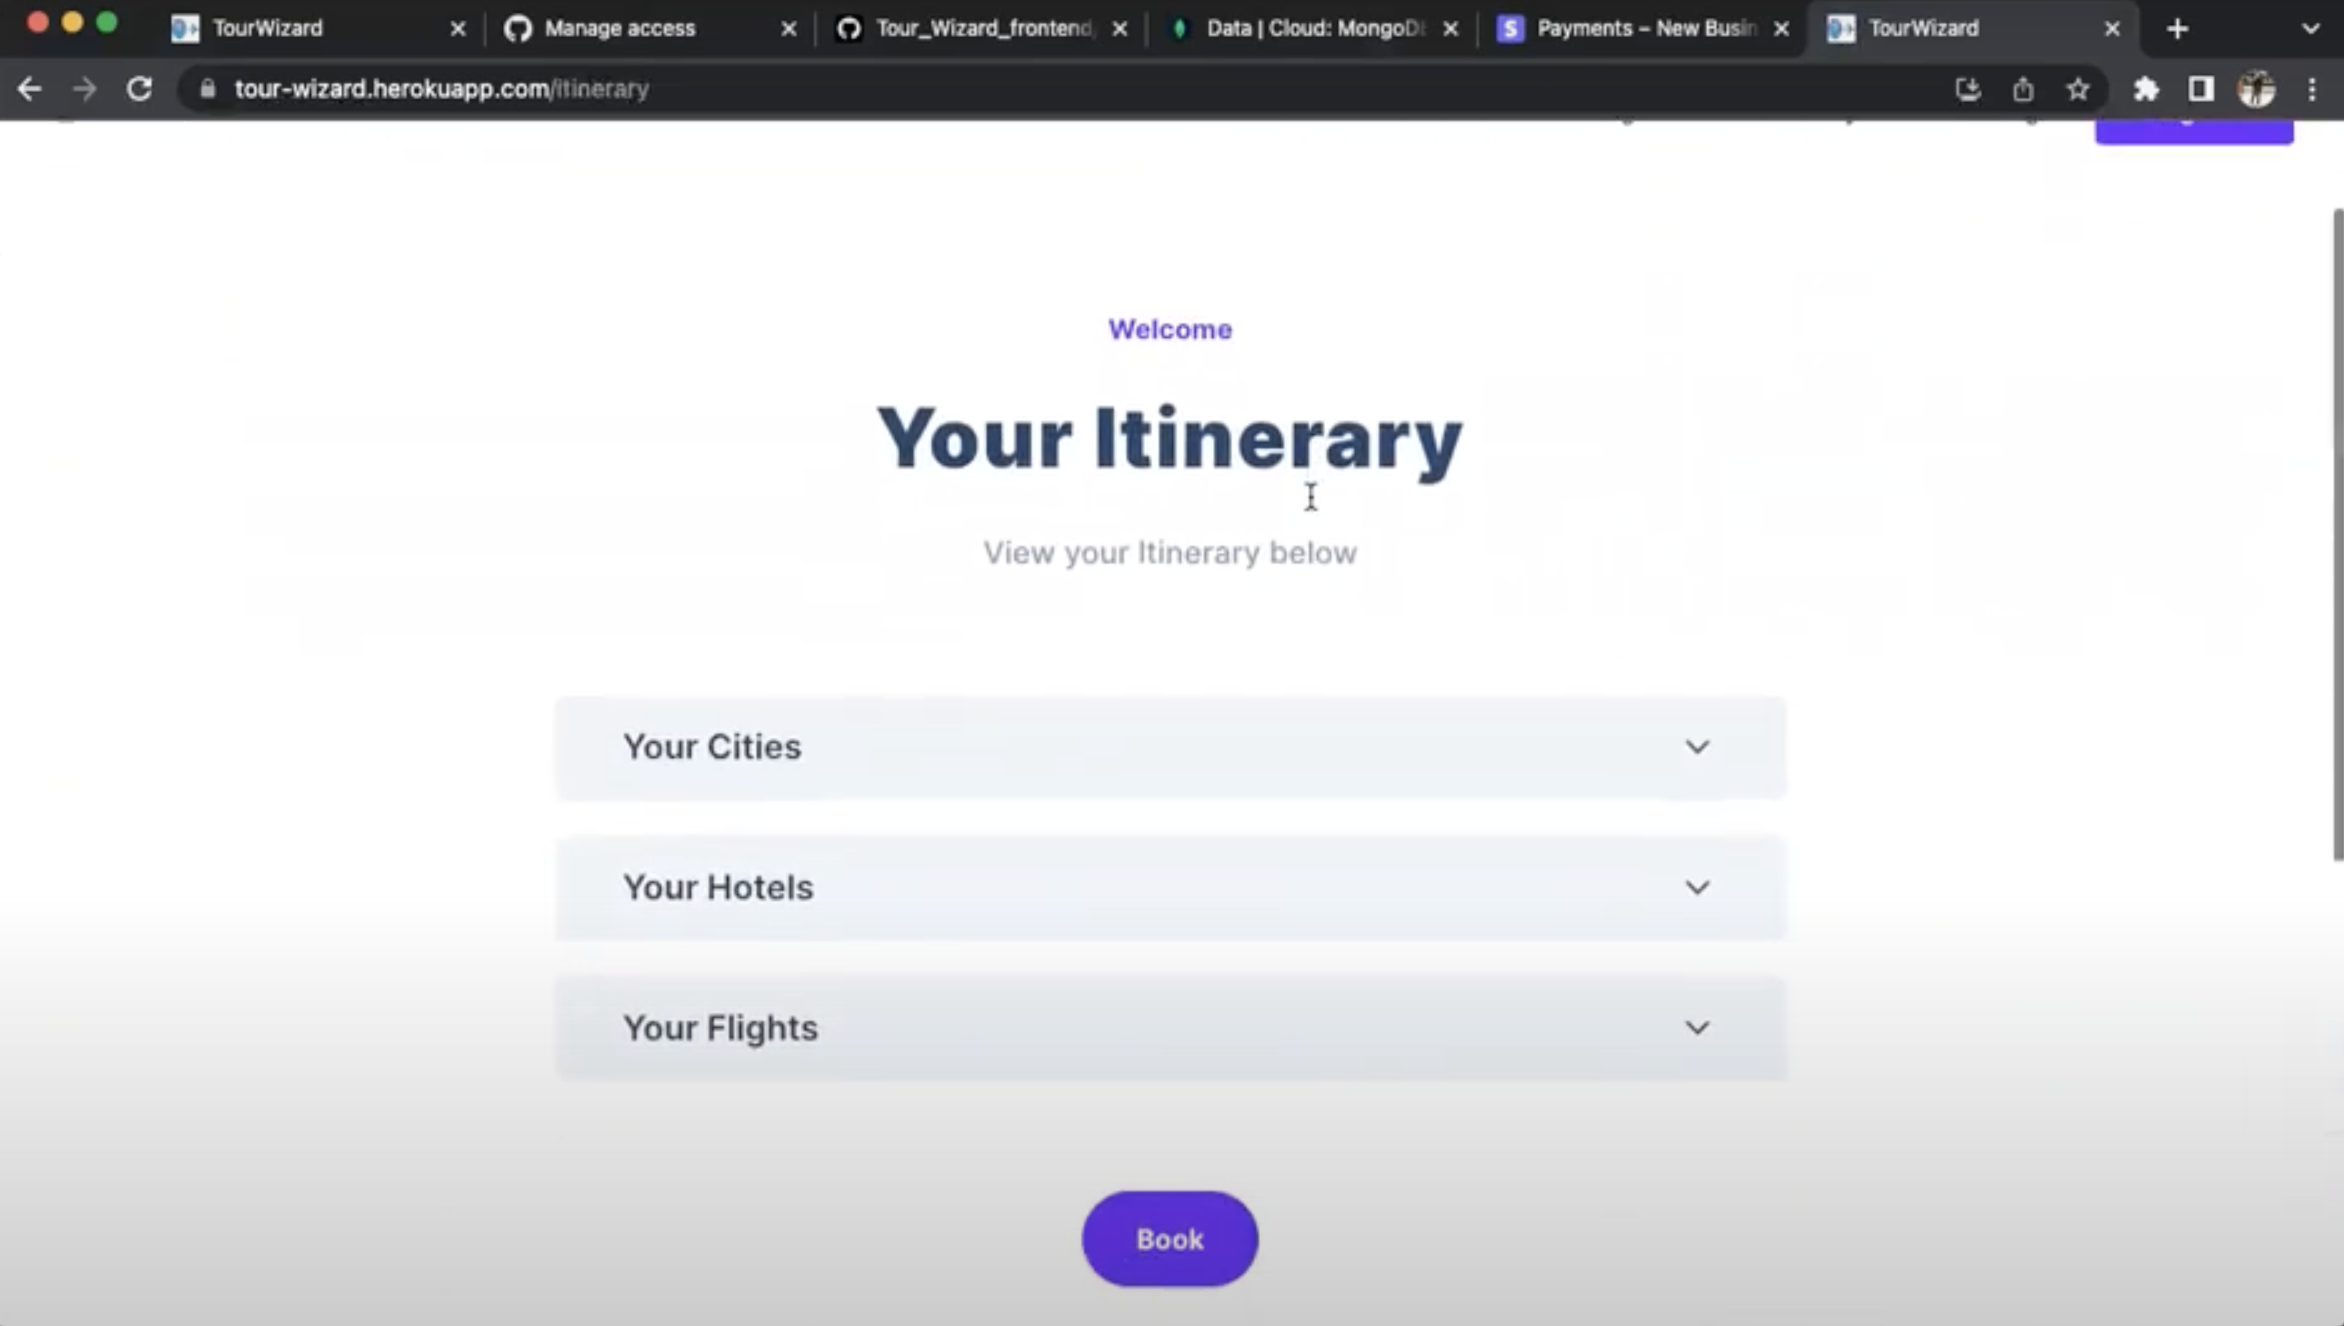 TourWizard
Manage access
Tour_Wizard_frontend
Data | Cloud: MongoDB
Payments – New Busin
TourWizard
tour-wizard.herokuapp.com/itinerary
Welcome
Your Itinerary
View your Itinerary below
Your Cities
Your Hotels
Your Flights
Book